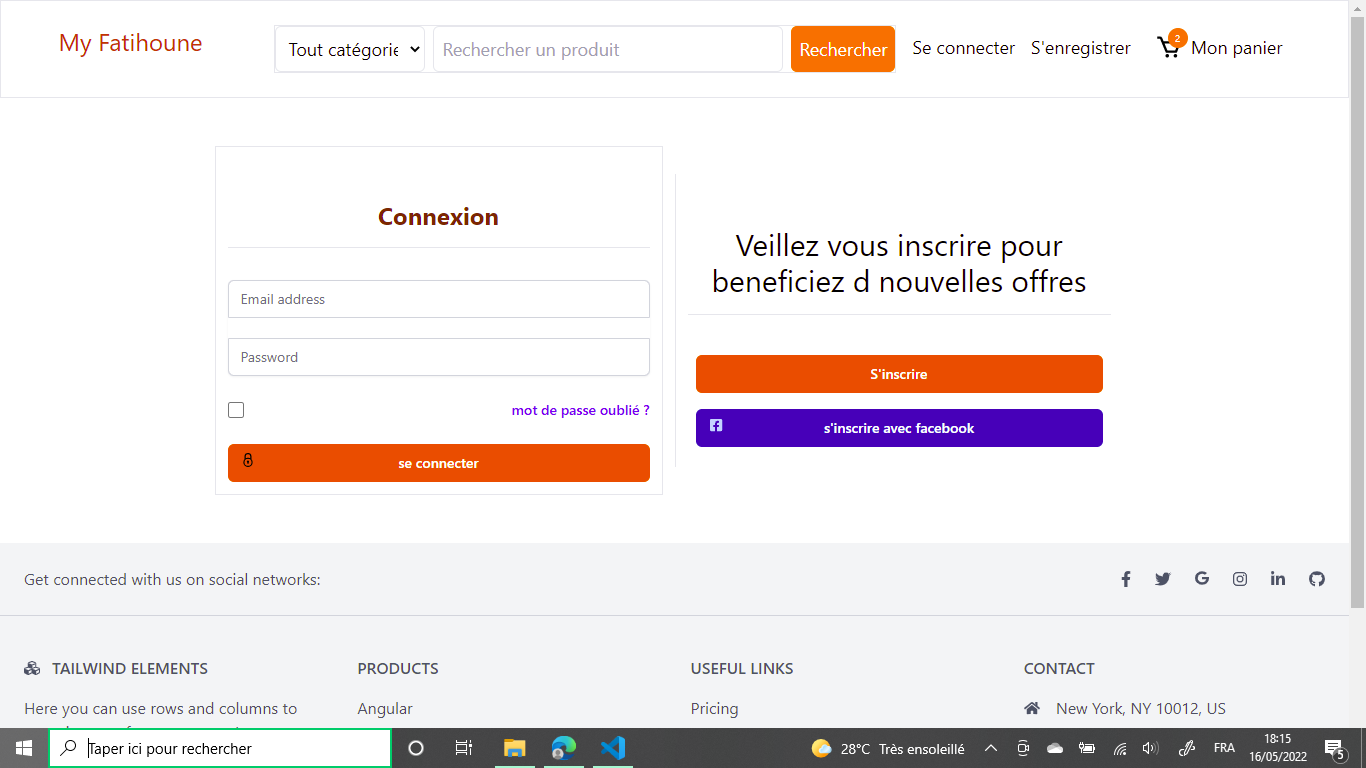 My Fatihoune
Tout catégorie
Rechercher un produit
Rechercher
Se connecter
S'enregistrer
2
Mon panier
Connexion
Email address
Password
mot de passe oublié ?
se connecter
Veillez vous inscrire pour
beneficiez d nouvelles offres
S'inscrire
s'inscrire avec facebook
Get connected with us on social networks:
TAILWIND ELEMENTS
Here you can use rows and columns to
PRODUCTS
Angular
USEFUL LINKS
Pricing
CONTACT
New York, NY 10012, US
Taper ici pour rechercher
28°C Très ensoleillé
FRA
18:15
16/05/2022
5